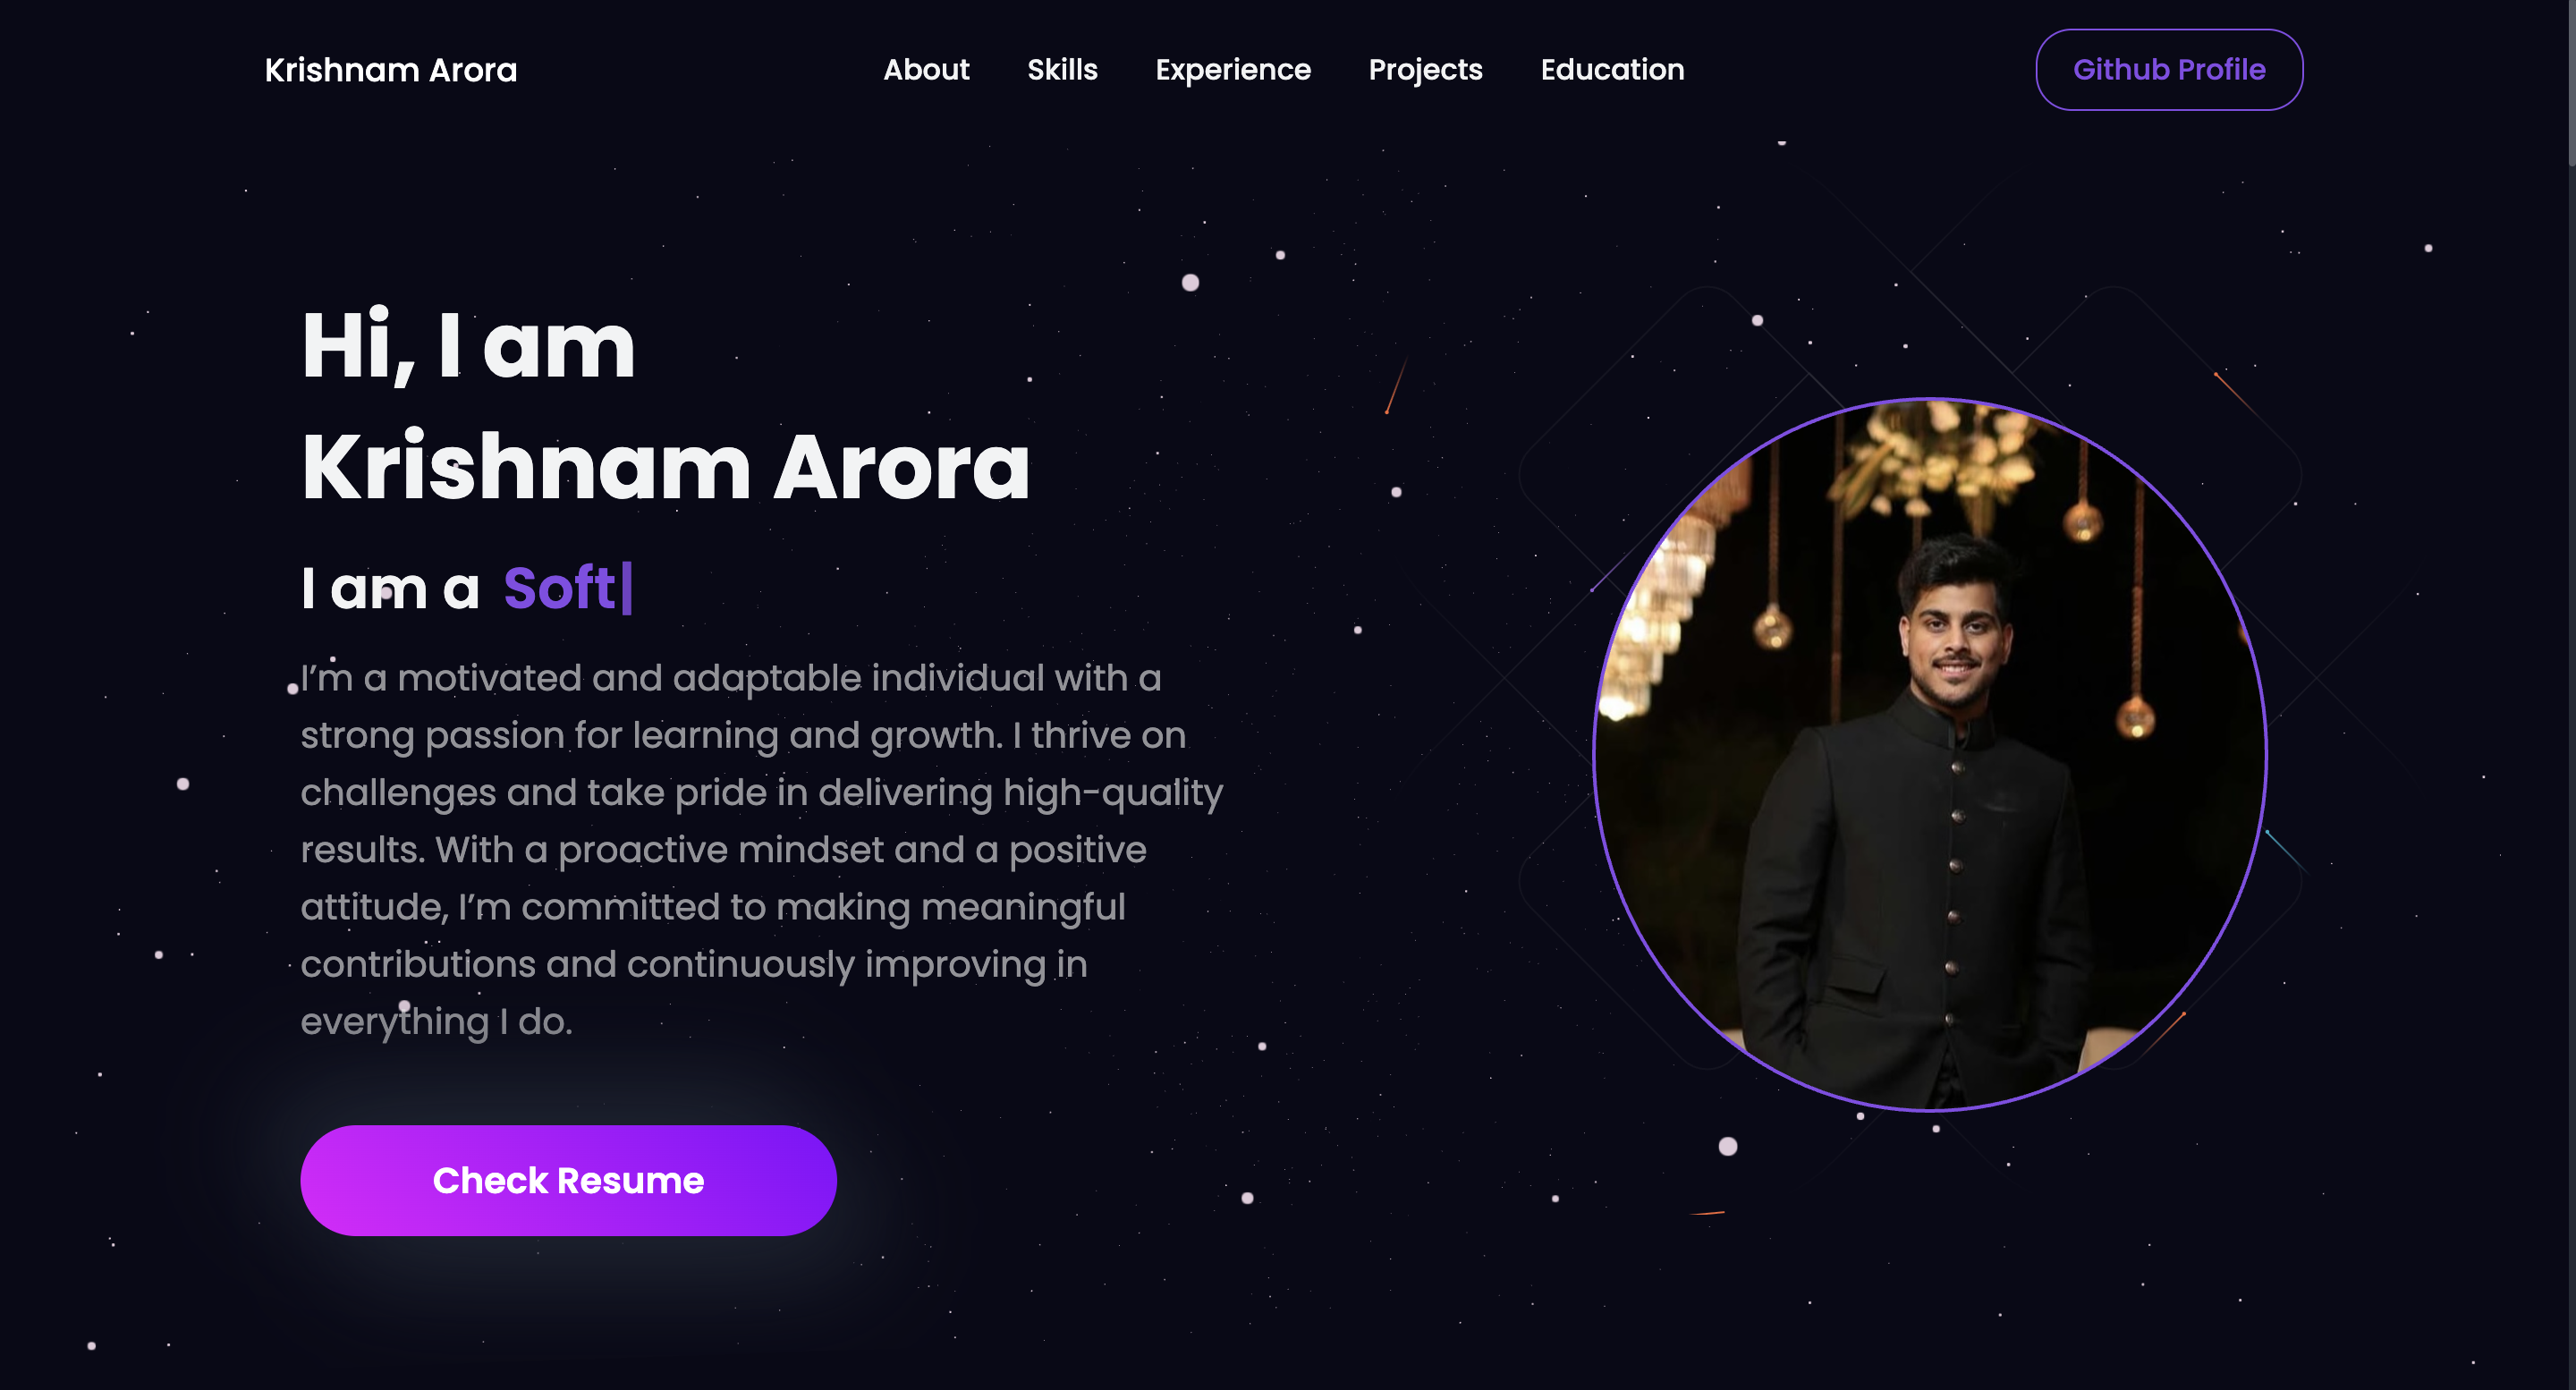 Krishnam Arora
About Skills Experience Projects Education
Github Profile
Hi, I am
Krishnam Arora
I am a Soft|
I’m a motivated and adaptable individual with a
strong passion for learning and growth. I thrive on
challenges and take pride in delivering high-quality
results. With a proactive mindset and a positive
attitude, I’m committed to making meaningful
contributions and continuously improving in
everything I do.
Check Resume